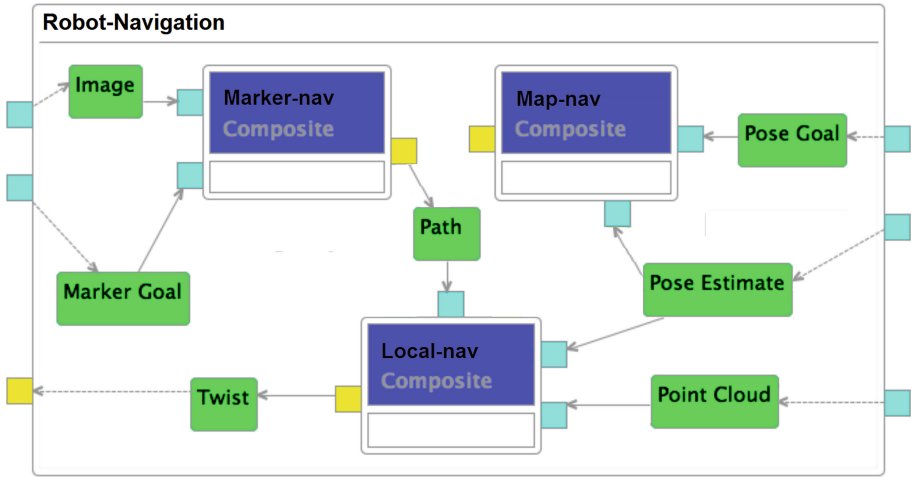 Robot-Navigation
Image
Marker-nav
Composite
Map-nav
Composite
Pose Goal
Path
Marker Goal
Pose Estimate
Local-nav
Composite
Twist
Point Cloud